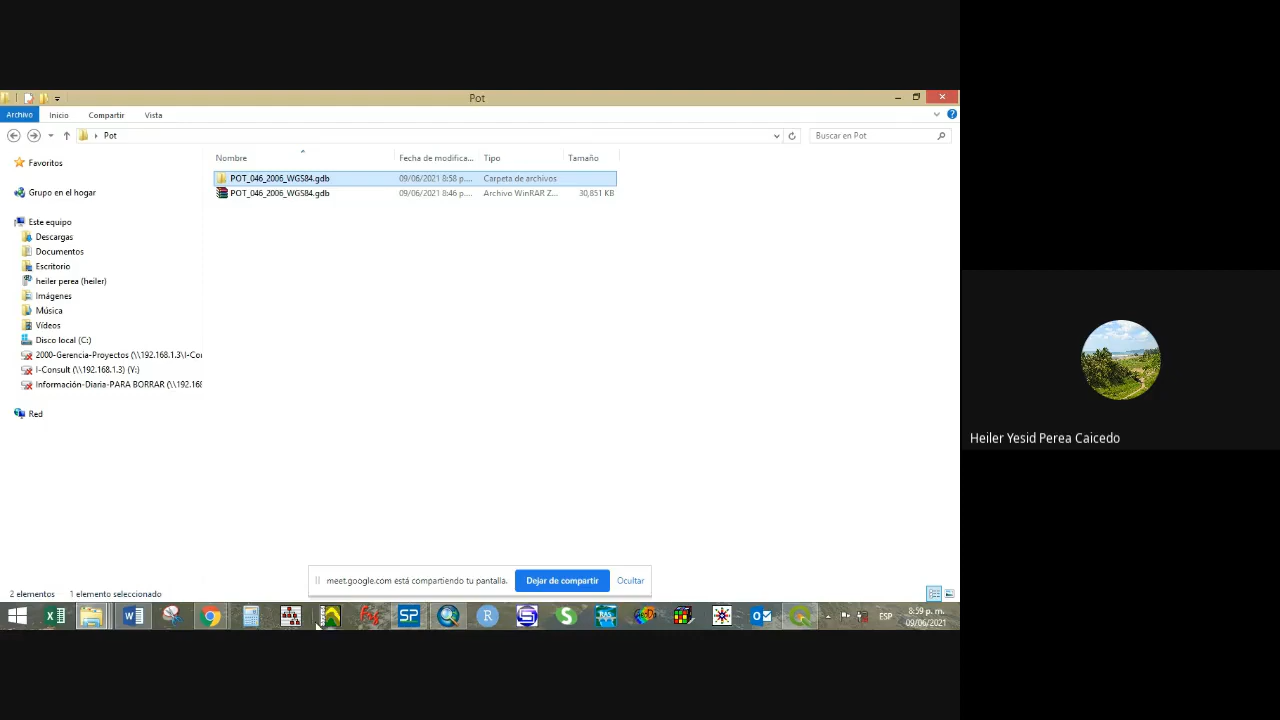 Pot
Archivo Inicio Compartir Vista
Pot
Buscar en Pot
Nombre Fecha de modifica... Tipo Tamaño
POT_046_2006_WGS84.gdb 09/06/2021 8:58 p.... Carpeta de archivos
POT_046_2006_WGS84.gdb 09/06/2021 8:46 p.... Archivo WinRAR Z... 30,851 KB
Favoritos
Grupo en el hogar
Este equipo
Descargas
Documentos
Escritorio
heiler perea (heiler)
Imágenes
Música
Vídeos
Disco local (C:)
2000-Gerencia-Proyectos (\\192.168.1.3\I-Cor
I-Consult (\\192.168.1.3) (Y:)
Información-Diaria-PARA BORRAR (\\192.168
Red
meet.google.com está compartiendo tu pantalla. Dejar de compartir Ocultar
2 elementos 1 elemento seleccionado
SP R S S ESP 8:59 p. m.
09/06/2021
Heiler Yesid Perea Caicedo